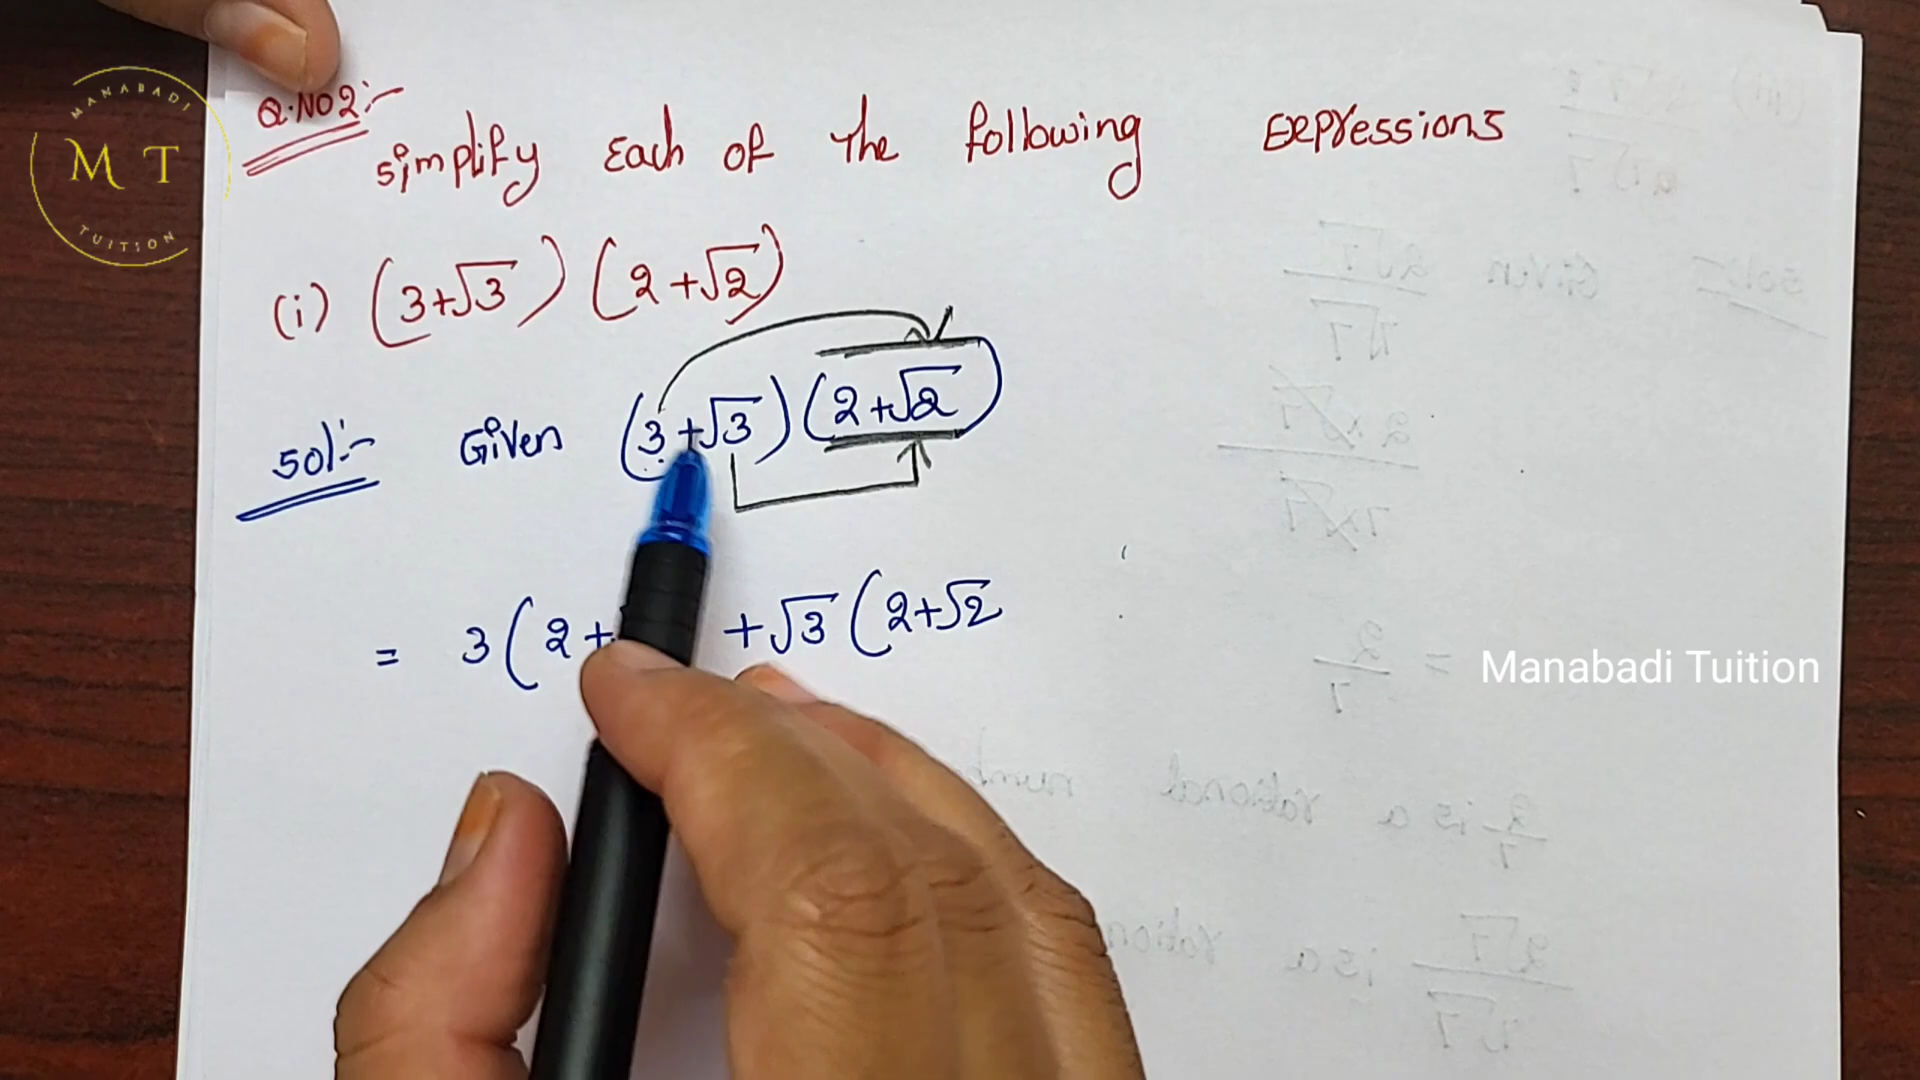 MANABADI
MT
TUITION
Q.NO2:-
simplify Each of The following Expressions
(i) (3+√3) (2+√2)
Sol:- Given (3+√3)(2+√2)
= 3(2+ +√3(2+√2
Manabadi Tuition